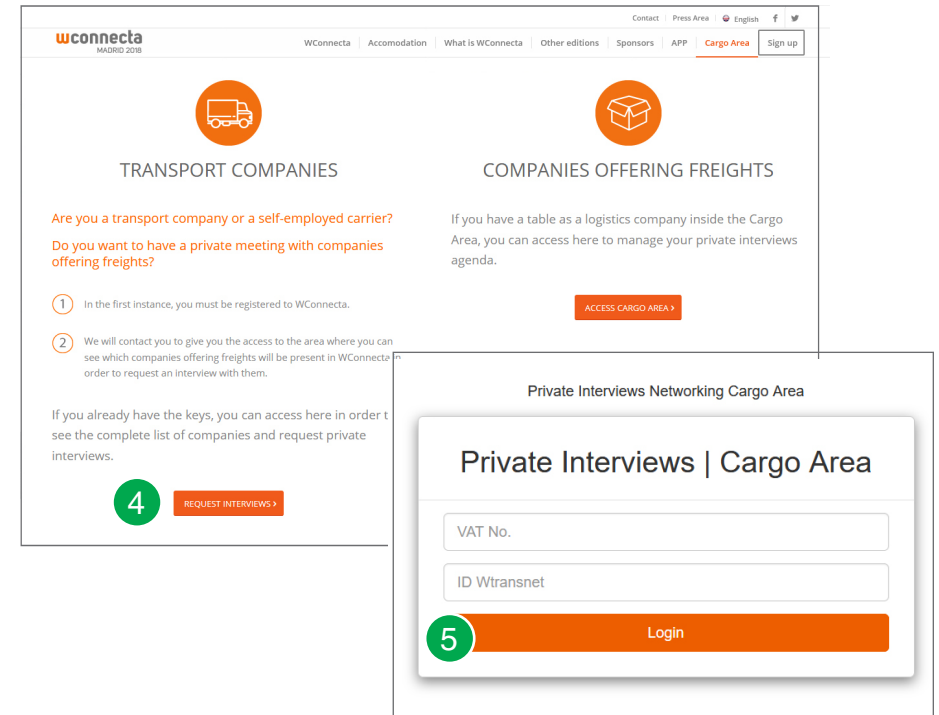 Contact Press Area English
wconnecta
MADRID 2018
WConnecta Accomodation What is WConnecta Other editions Sponsors APP Cargo Area Sign up
TRANSPORT COMPANIES
Are you a transport company or a self-employed carrier?
Do you want to have a private meeting with companies
offering freights?
1 In the first instance, you must be registered to WConnecta.
2 We will contact you to give you the access to the area where you can
see which companies offering freights will be present in WConnecta in
order to request an interview with them.
If you already have the keys, you can access here in order t
see the complete list of companies and request private
interviews.
4 REQUEST INTERVIEWS >
COMPANIES OFFERING FREIGHTS
If you have a table as a logistics company inside the Cargo
Area, you can access here to manage your private interviews
agenda.
ACCESS CARGO AREA >
Private Interviews Networking Cargo Area
Private Interviews | Cargo Area
VAT No.
ID Wtransnet
5 Login